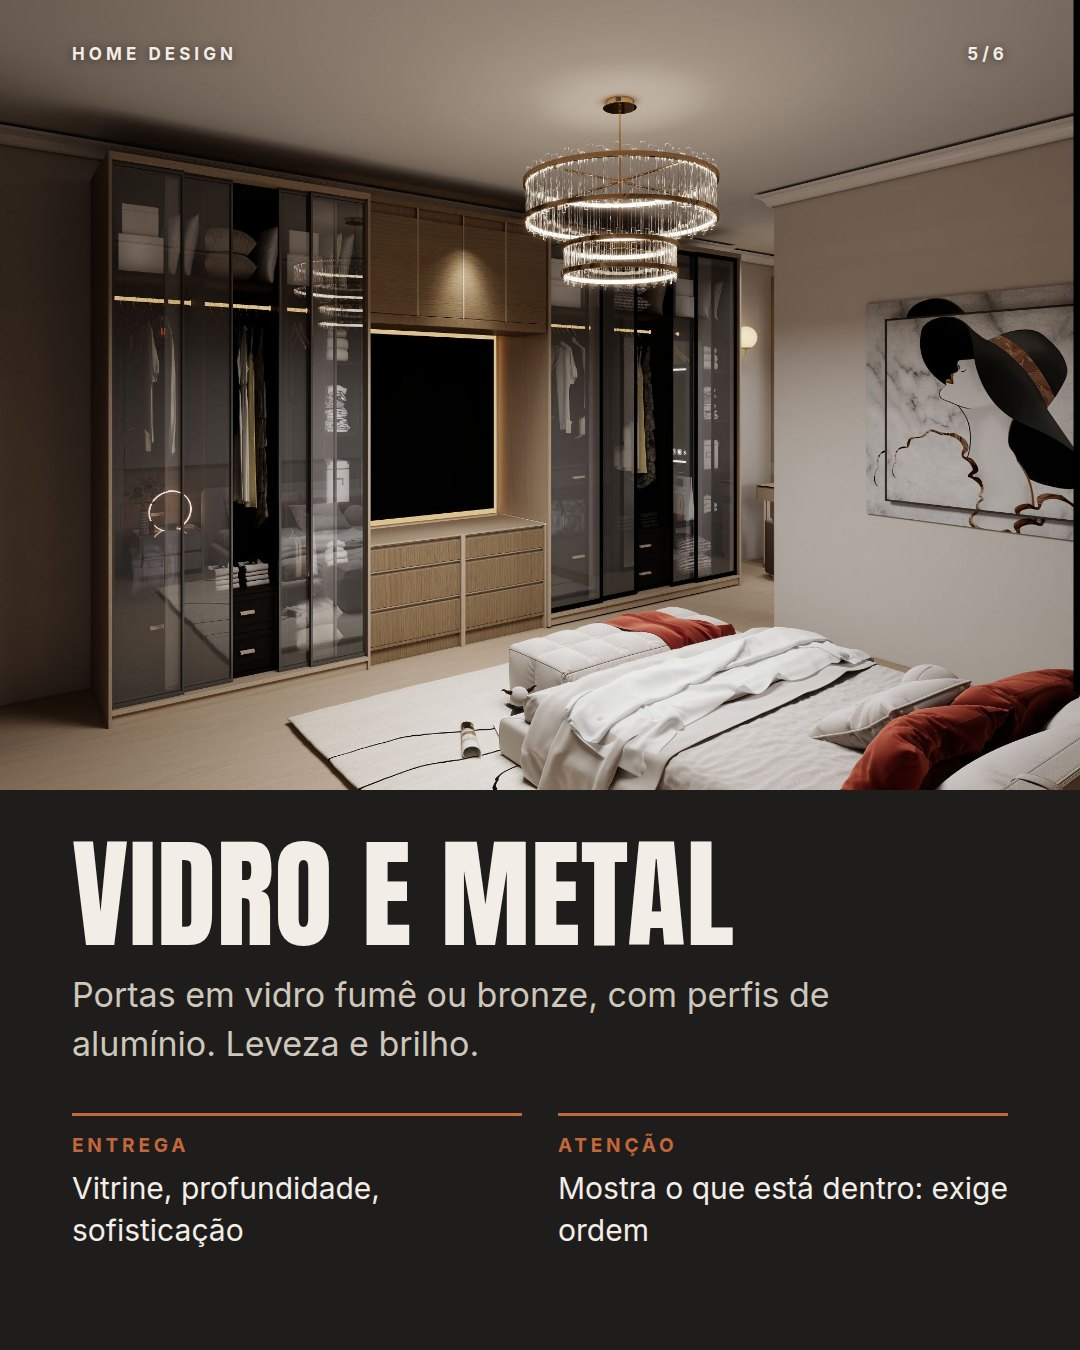 HOME DESIGN
5/6
VIDRO E METAL
Portas em vidro fumê ou bronze, com perfis de
alumínio. Leveza e brilho.
ENTREGA
Vitrine, profundidade,
sofisticação
ATENÇÃO
Mostra o que está dentro: exige
ordem